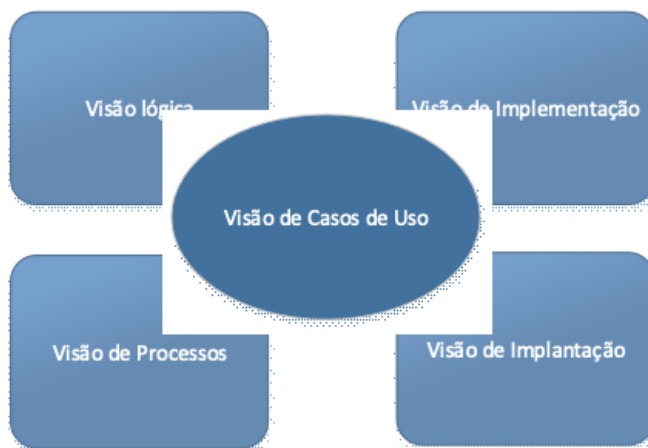 Visão lógica
Visão de Implementação
Visão de Casos de Uso
Visão de Processos
Visão de Implantação